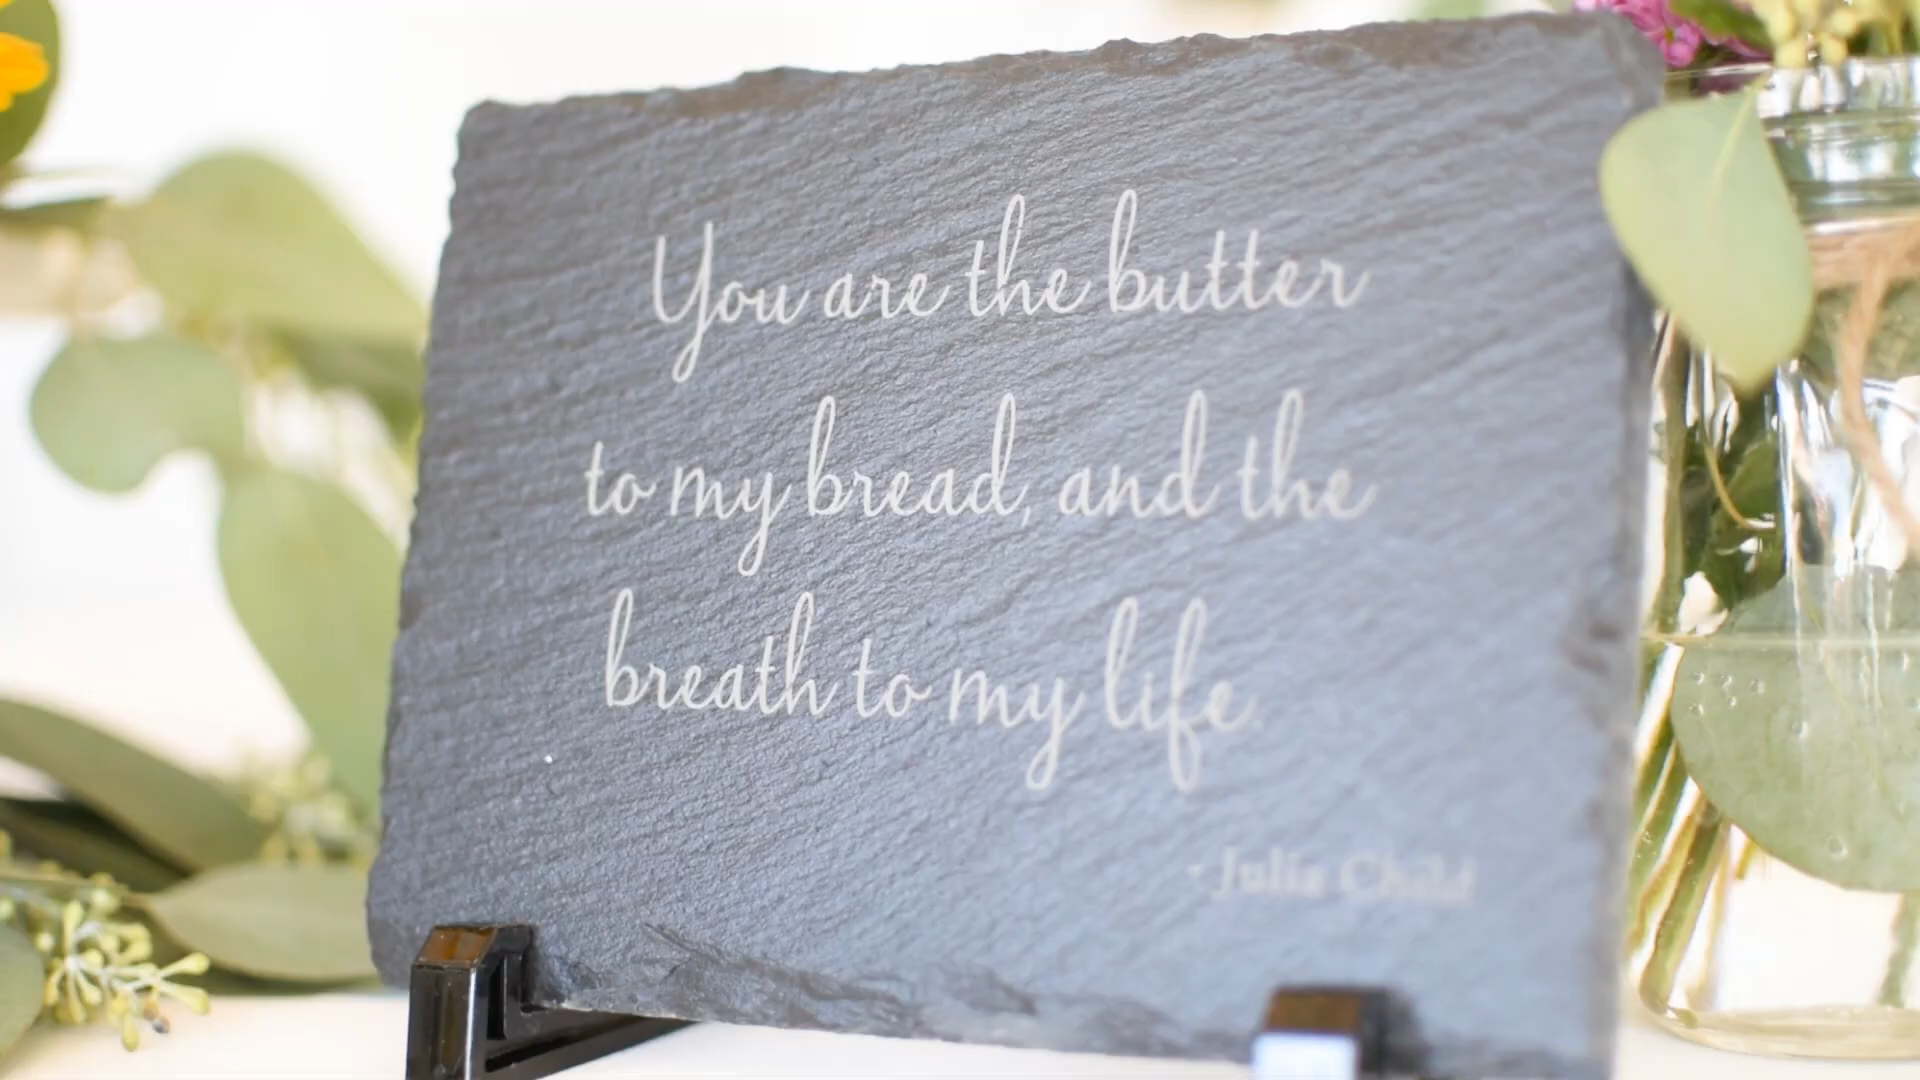 You are the butter
to my bread, and the
breath to my life
- Julia Child